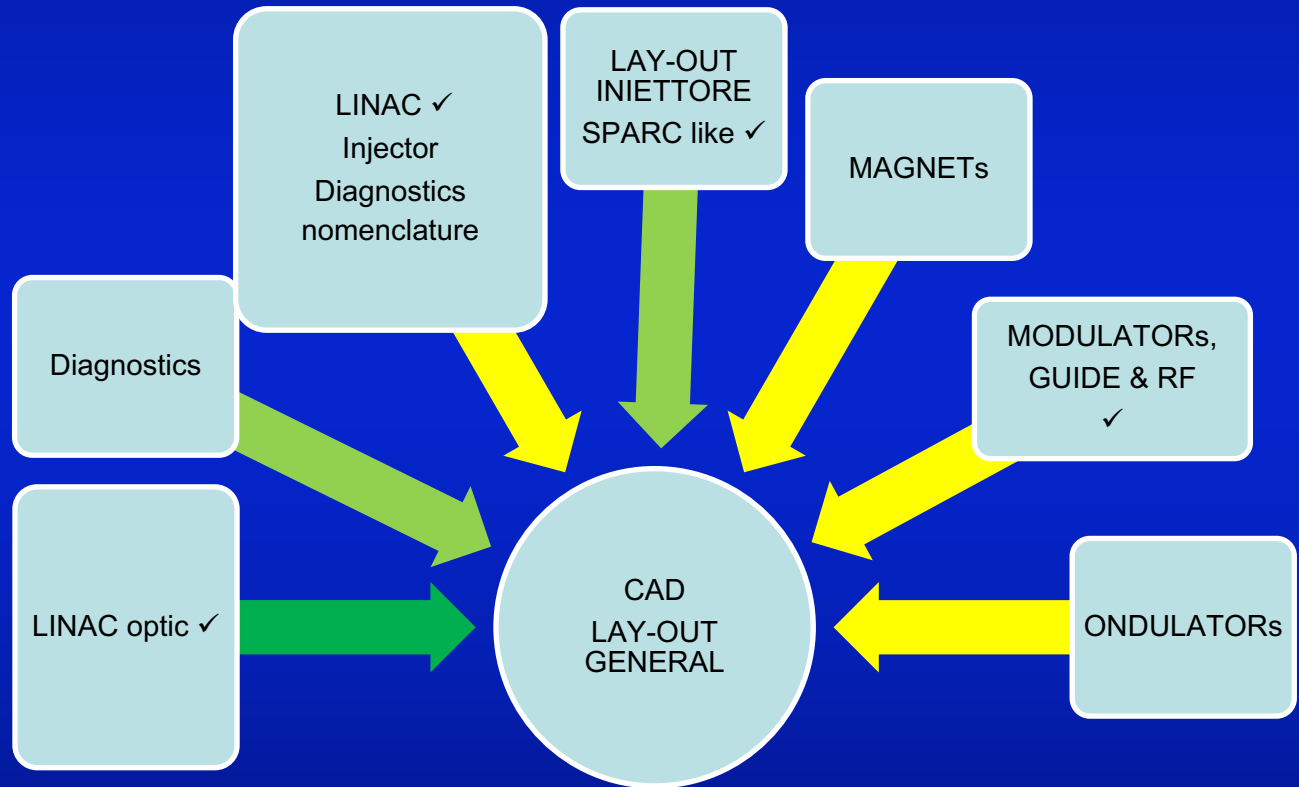 LINAC ✓
Injector
Diagnostics
nomenclature
LAY-OUT
INIETTORE
SPARC like ✓
MAGNETs
Diagnostics
MODULATORs,
GUIDE & RF
✓
LINAC optic ✓
CAD
LAY-OUT
GENERAL
ONDULATORs